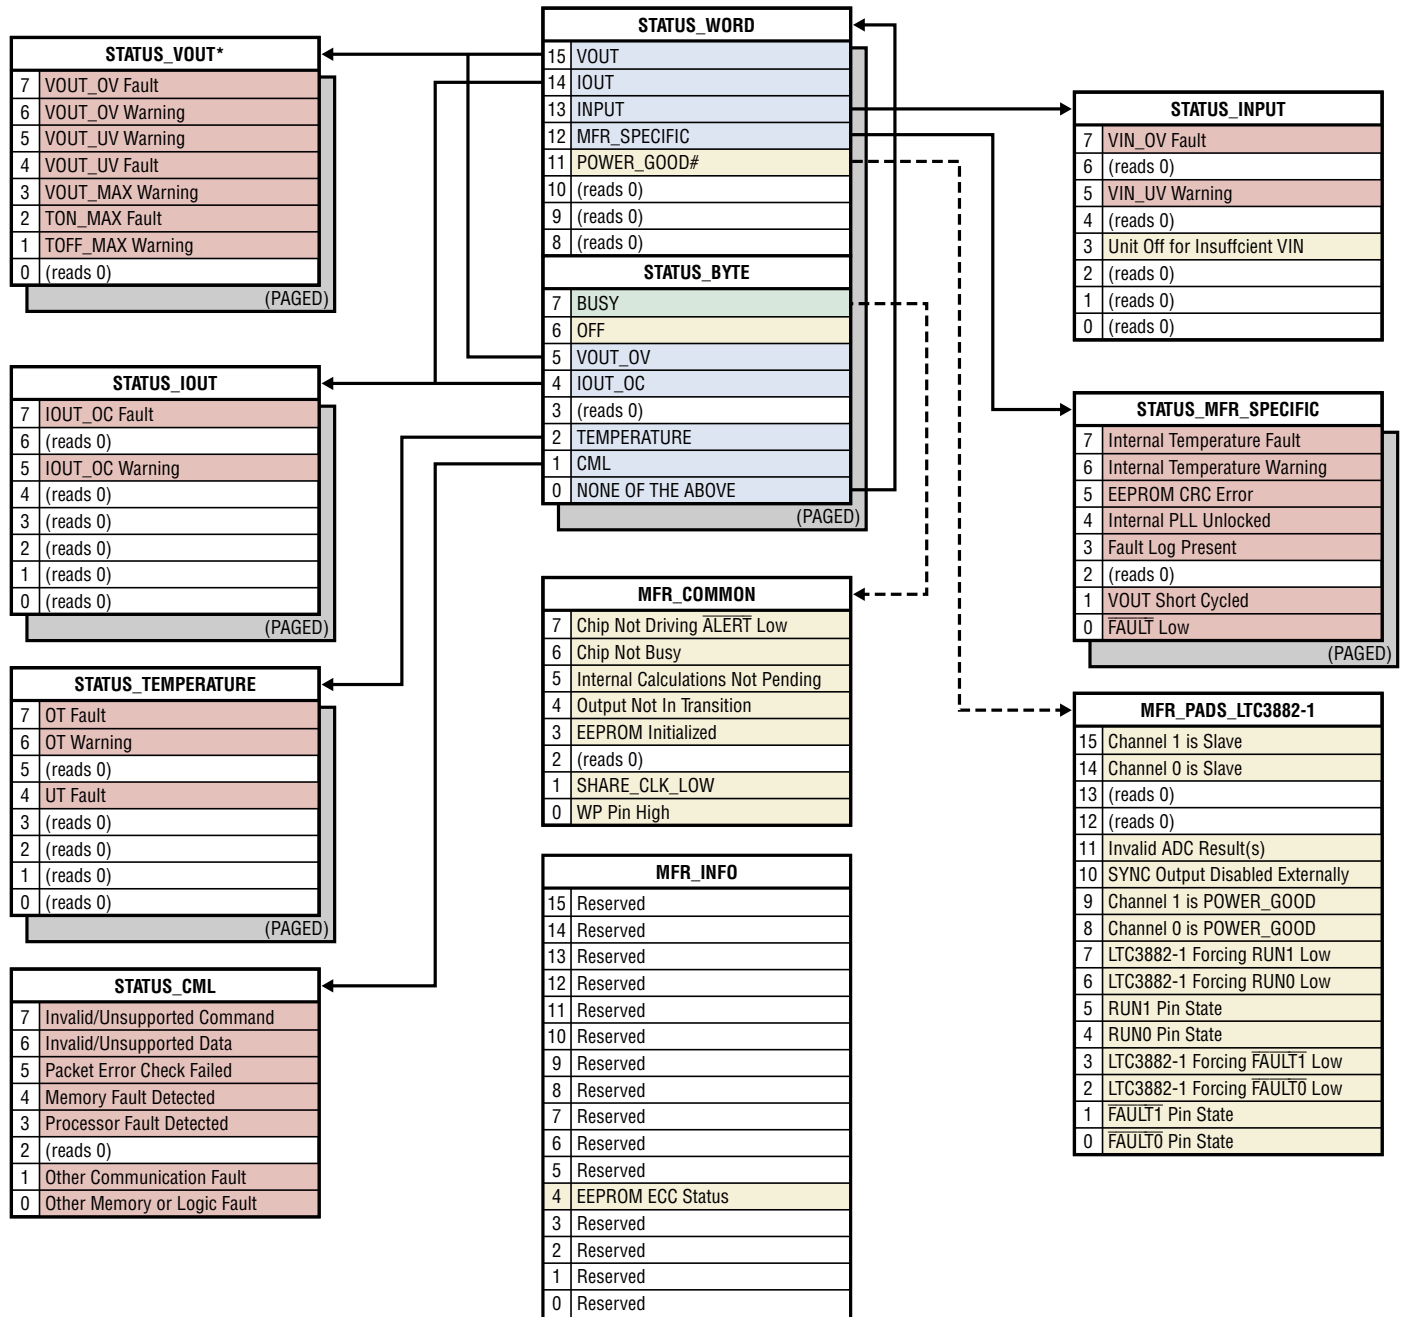 STATUS_VOUT*
7 VOUT_OV Fault
6 VOUT_OV Warning
5 VOUT_UV Warning
4 VOUT_UV Fault
3 VOUT_MAX Warning
2 TON_MAX Fault
1 TOFF_MAX Warning
0 (reads 0)
(PAGED)
STATUS_IOUT
7 IOUT_OC Fault
6 (reads 0)
5 IOUT_OC Warning
4 (reads 0)
3 (reads 0)
2 (reads 0)
1 (reads 0)
0 (reads 0)
(PAGED)
STATUS_TEMPERATURE
7 OT Fault
6 OT Warning
5 (reads 0)
4 UT Fault
3 (reads 0)
2 (reads 0)
1 (reads 0)
0 (reads 0)
(PAGED)
STATUS_CML
7 Invalid/Unsupported Command
6 Invalid/Unsupported Data
5 Packet Error Check Failed
4 Memory Fault Detected
3 Processor Fault Detected
2 (reads 0)
1 Other Communication Fault
0 Other Memory or Logic Fault
STATUS_WORD
15 VOUT
14 IOUT
13 INPUT
12 MFR_SPECIFIC
11 POWER_GOOD#
10 (reads 0)
9 (reads 0)
8 (reads 0)
STATUS_BYTE
7 BUSY
6 OFF
5 VOUT_OV
4 IOUT_OC
3 (reads 0)
2 TEMPERATURE
1 CML
0 NONE OF THE ABOVE
(PAGED)
MFR_COMMON
7 Chip Not Driving ALERT Low
6 Chip Not Busy
5 Internal Calculations Not Pending
4 Output Not In Transition
3 EEPROM Initialized
2 (reads 0)
1 SHARE_CLK_LOW
0 WP Pin High
MFR_INFO
15 Reserved
14 Reserved
13 Reserved
12 Reserved
11 Reserved
10 Reserved
9 Reserved
8 Reserved
7 Reserved
6 Reserved
5 Reserved
4 EEPROM ECC Status
3 Reserved
2 Reserved
1 Reserved
0 Reserved
STATUS_INPUT
7 VIN_OV Fault
6 (reads 0)
5 VIN_UV Warning
4 (reads 0)
3 Unit Off for Insuffcient VIN
2 (reads 0)
1 (reads 0)
0 (reads 0)
STATUS_MFR_SPECIFIC
7 Internal Temperature Fault
6 Internal Temperature Warning
5 EEPROM CRC Error
4 Internal PLL Unlocked
3 Fault Log Present
2 (reads 0)
1 VOUT Short Cycled
0 FAULT Low
(PAGED)
MFR_PADS_LTC3882-1
15 Channel 1 is Slave
14 Channel 0 is Slave
13 (reads 0)
12 (reads 0)
11 Invalid ADC Result(s)
10 SYNC Output Disabled Externally
9 Channel 1 is POWER_GOOD
8 Channel 0 is POWER_GOOD
7 LTC3882-1 Forcing RUN1 Low
6 LTC3882-1 Forcing RUN0 Low
5 RUN1 Pin State
4 RUN0 Pin State
3 LTC3882-1 Forcing FAULT1 Low
2 LTC3882-1 Forcing FAULT0 Low
1 FAULT1 Pin State
0 FAULT0 Pin State